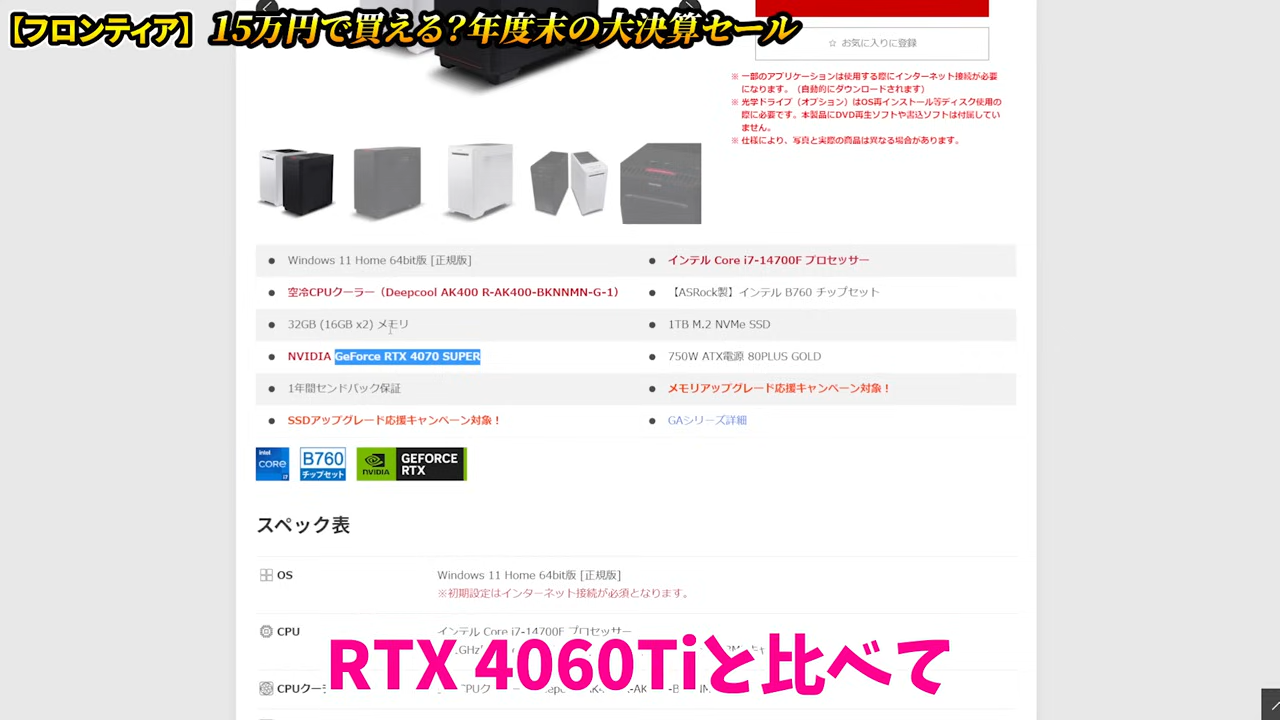 【フロンティア】 15万円で買える?年度末の大決算セール
☆ お気に入りに登録
※ 一部のアプリケーションは使用する際にインターネット接続が必要
になります。（自動的にダウンロードされます）
※ 光学ドライブ（オプション）はOS再インストール等ディスク使用の
際に必要です。本製品にDVD再生ソフトや書込ソフトは付属してい
ません。
※ 仕様により、写真と実際の商品は異なる場合があります。
Windows 11 Home 64bit版 [正規版]
インテル Core i7-14700F プロセッサー
空冷CPUクーラー（Deepcool AK400 R-AK400-BKNNMN-G-1）
【ASRock製】インテル B760 チップセット
32GB (16GB x2) メモリ
1TB M.2 NVMe SSD
NVIDIA GeForce RTX 4070 SUPER
750W ATX電源 80PLUS GOLD
1年間センドバック保証
メモリアップグレード応援キャンペーン対象！
SSDアップグレード応援キャンペーン対象！
GAシリーズ詳細
intel CORE i7
B760 チップセット
NVIDIA GEFORCE RTX
スペック表
OS
Windows 11 Home 64bit版 [正規版]
※初期設定はインターネット接続が必須となります。
CPU
インテル Core i7-14700F プロセッサー
RTX 4060Tiと比べて